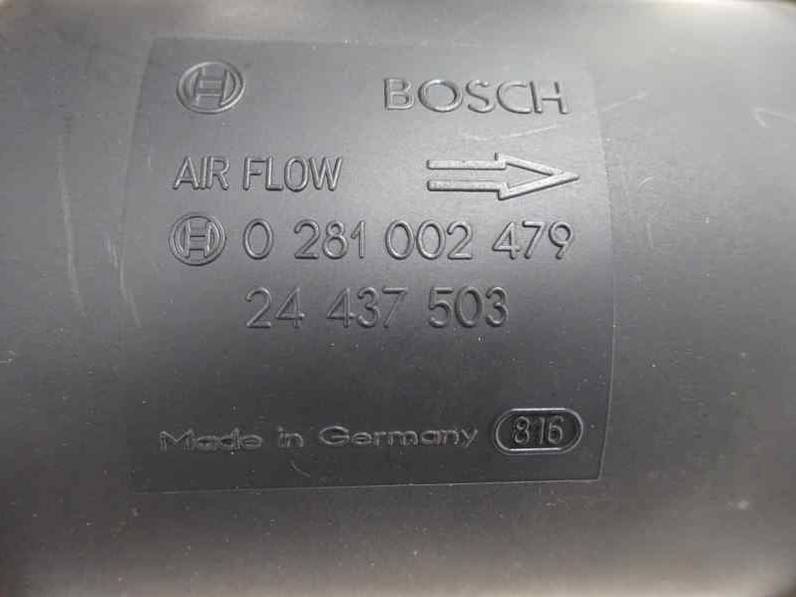 BOSCH
AIR FLOW
0 281 002 479
24 437 503
Made in Germany 816